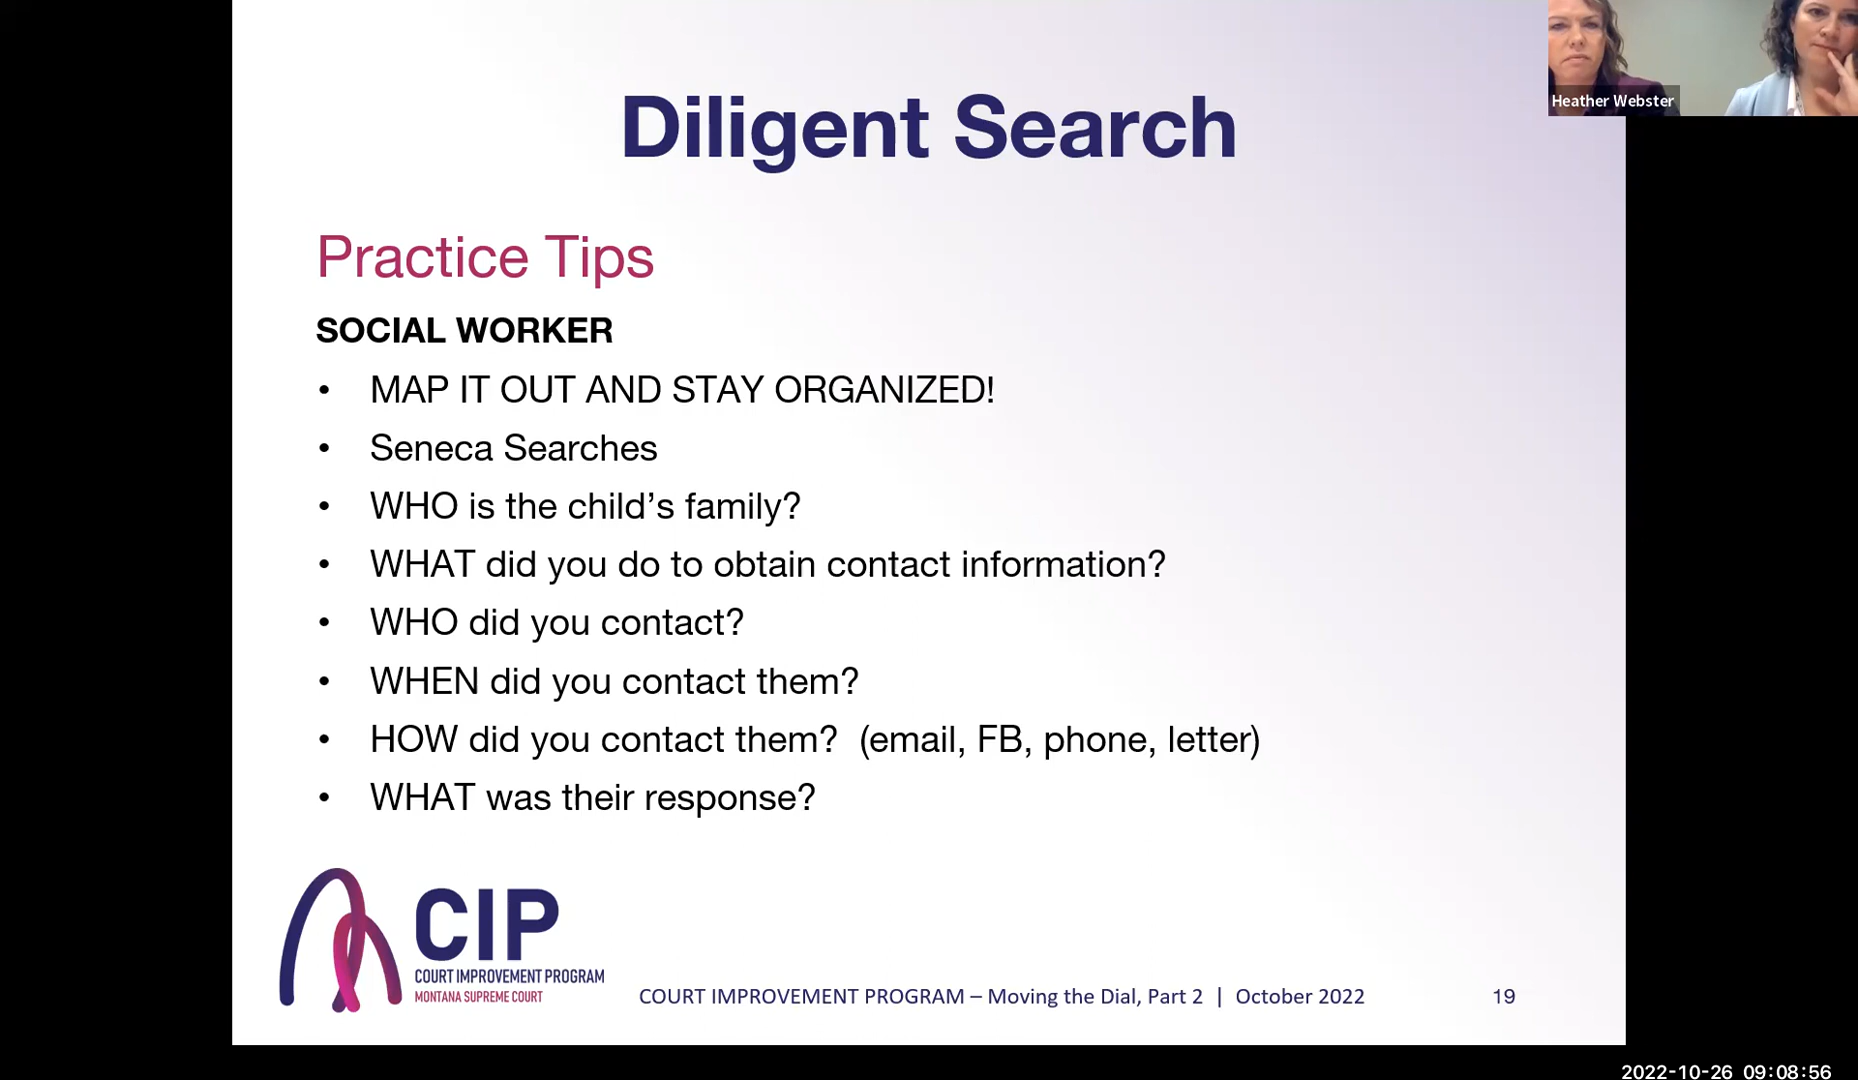 Heather Webster
Diligent Search
Practice Tips
SOCIAL WORKER
• MAP IT OUT AND STAY ORGANIZED!
• Seneca Searches
• WHO is the child’s family?
• WHAT did you do to obtain contact information?
• WHO did you contact?
• WHEN did you contact them?
• HOW did you contact them?  (email, FB, phone, letter)
• WHAT was their response?
CIP
COURT IMPROVEMENT PROGRAM
MONTANA SUPREME COURT
COURT IMPROVEMENT PROGRAM – Moving the Dial, Part 2 | October 2022
19
2022-10-26 09:08:56